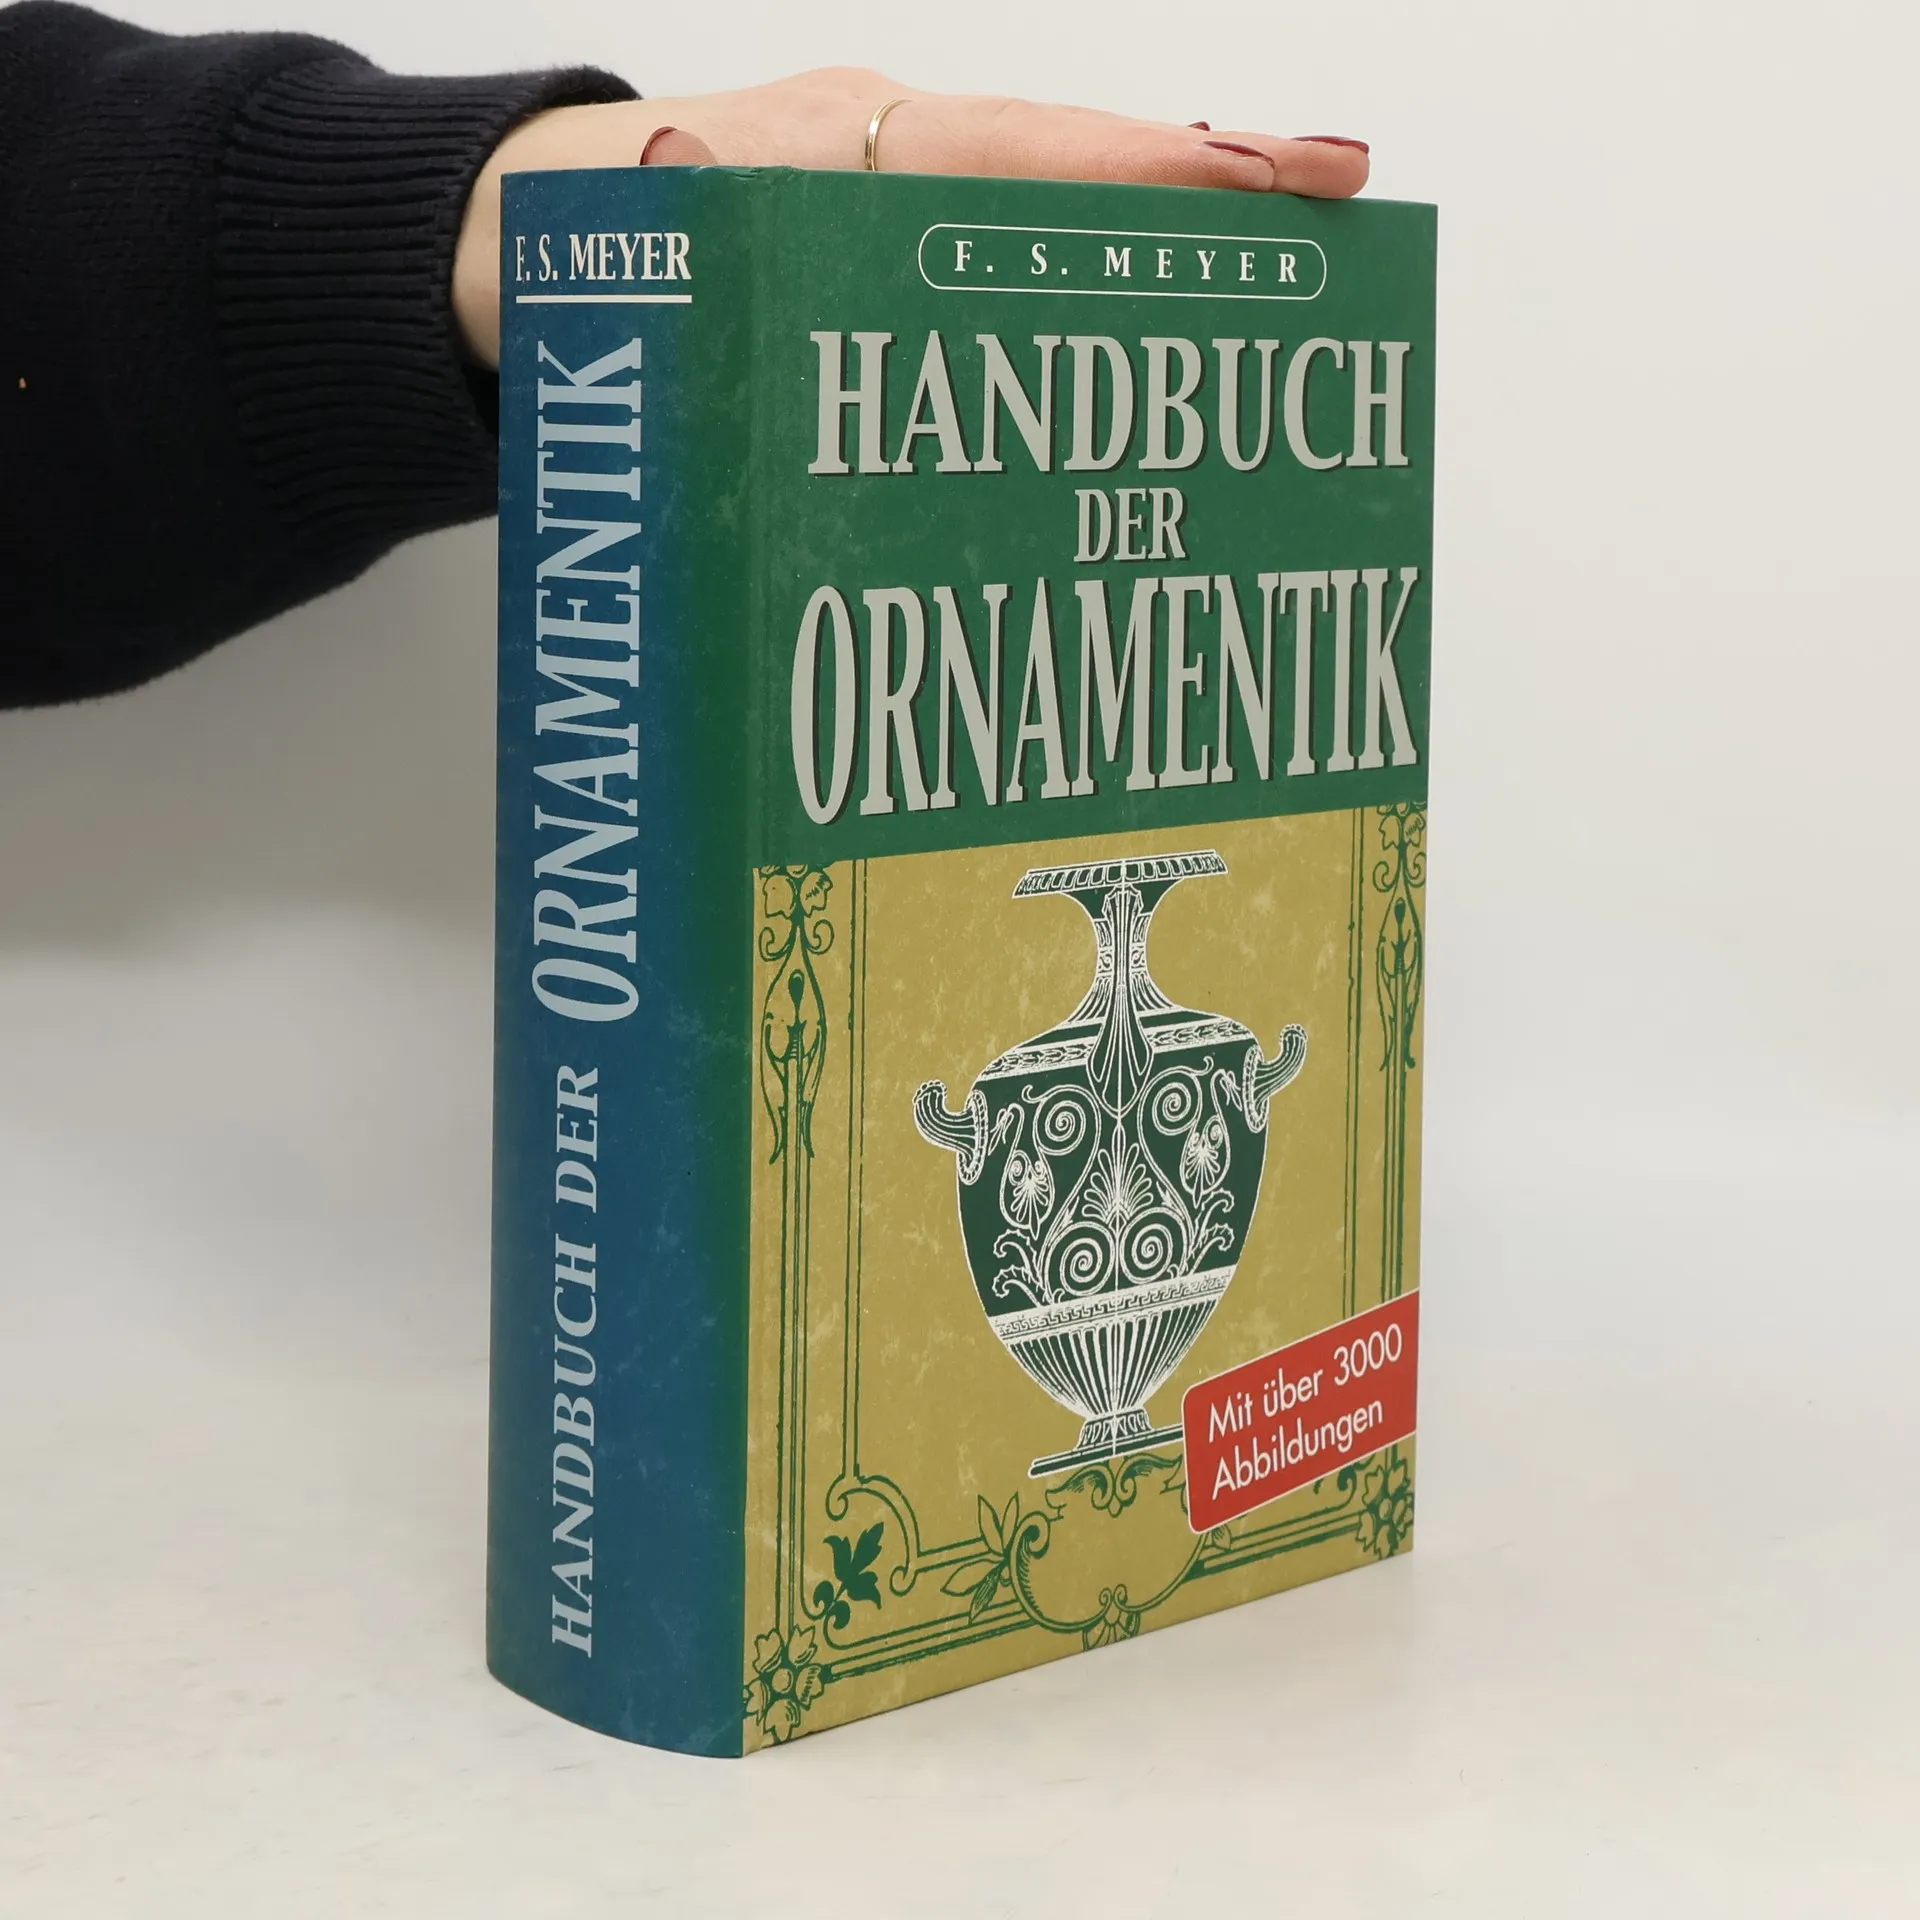 F. S. MEYER
HANDBUCH DER ORNAMENTIK
F. S. MEYER
HANDBUCH
DER
ORNAMENTIK
Mit über 3000
Abbildungen